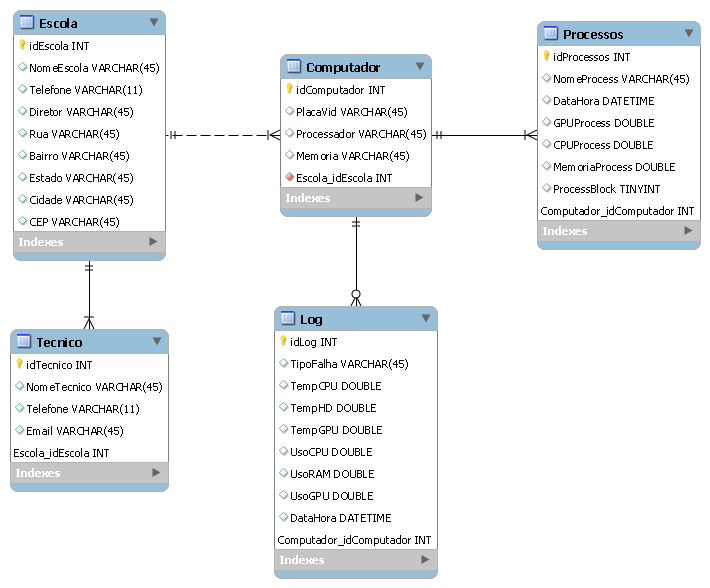 Escola
idEscola INT
NomeEscola VARCHAR(45)
Telefone VARCHAR(11)
Diretor VARCHAR(45)
Rua VARCHAR(45)
Bairro VARCHAR(45)
Estado VARCHAR(45)
Cidade VARCHAR(45)
CEP VARCHAR(45)
Indexes
Computador
idComputador INT
PlacaVid VARCHAR(45)
Processador VARCHAR(45)
Memoria VARCHAR(45)
Escola_idEscola INT
Indexes
Processos
idProcessos INT
NomeProcess VARCHAR(45)
DataHora DATETIME
GPUProcess DOUBLE
CPUProcess DOUBLE
MemoriaProcess DOUBLE
ProcessBlock TINYINT
Computador_idComputador INT
Indexes
Tecnico
idTecnico INT
NomeTecnico VARCHAR(45)
Telefone VARCHAR(11)
Email VARCHAR(45)
Escola_idEscola INT
Indexes
Log
idLog INT
TipoFalha VARCHAR(45)
TempCPU DOUBLE
TempHD DOUBLE
TempGPU DOUBLE
UsoCPU DOUBLE
UsoRAM DOUBLE
UsoGPU DOUBLE
DataHora DATETIME
Computador_idComputador INT
Indexes